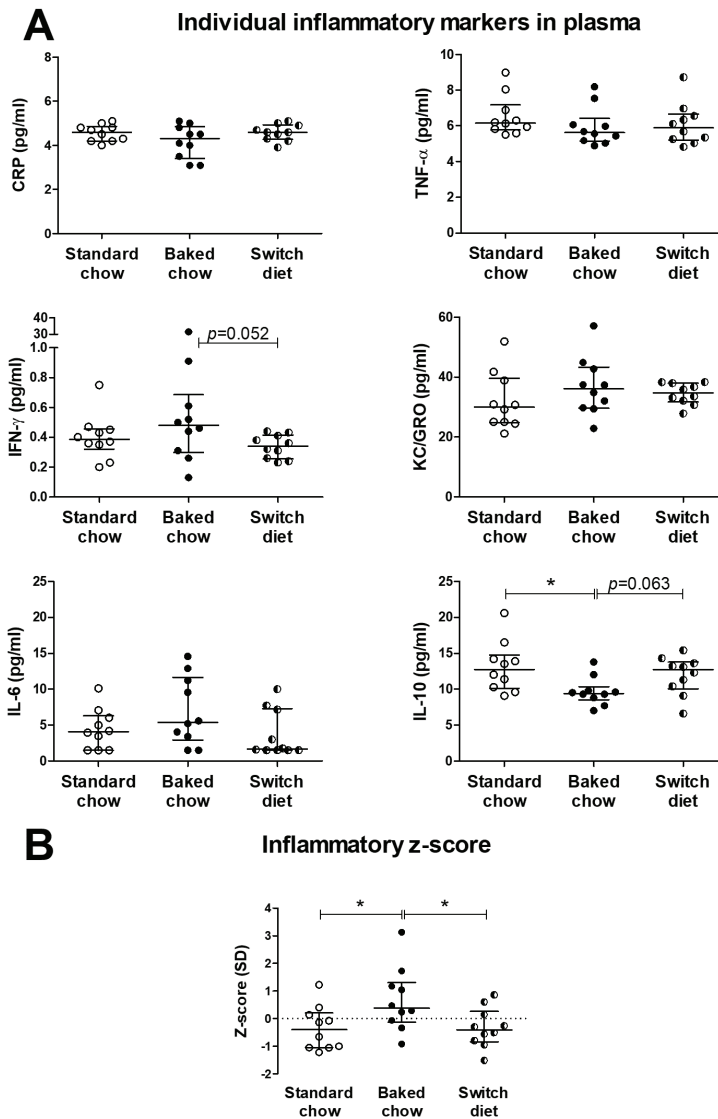 A
Individual inflammatory markers in plasma
CRP (pg/ml)
8
6
4
2
0
Standard chow
Baked chow
Switch diet
TNF-α (pg/ml)
10
8
6
4
2
0
Standard chow
Baked chow
Switch diet
IFN-γ (pg/ml)
40
30
1.0
0.8
0.6
0.4
0.2
0.0
p=0.052
Standard chow
Baked chow
Switch diet
KC/GRO (pg/ml)
60
40
20
0
Standard chow
Baked chow
Switch diet
IL-6 (pg/ml)
25
20
15
10
5
0
Standard chow
Baked chow
Switch diet
IL-10 (pg/ml)
25
20
15
10
5
0
*
p=0.063
Standard chow
Baked chow
Switch diet
B
Inflammatory z-score
Z-score (SD)
4
3
2
1
0
-1
-2
*
*
Standard chow
Baked chow
Switch diet